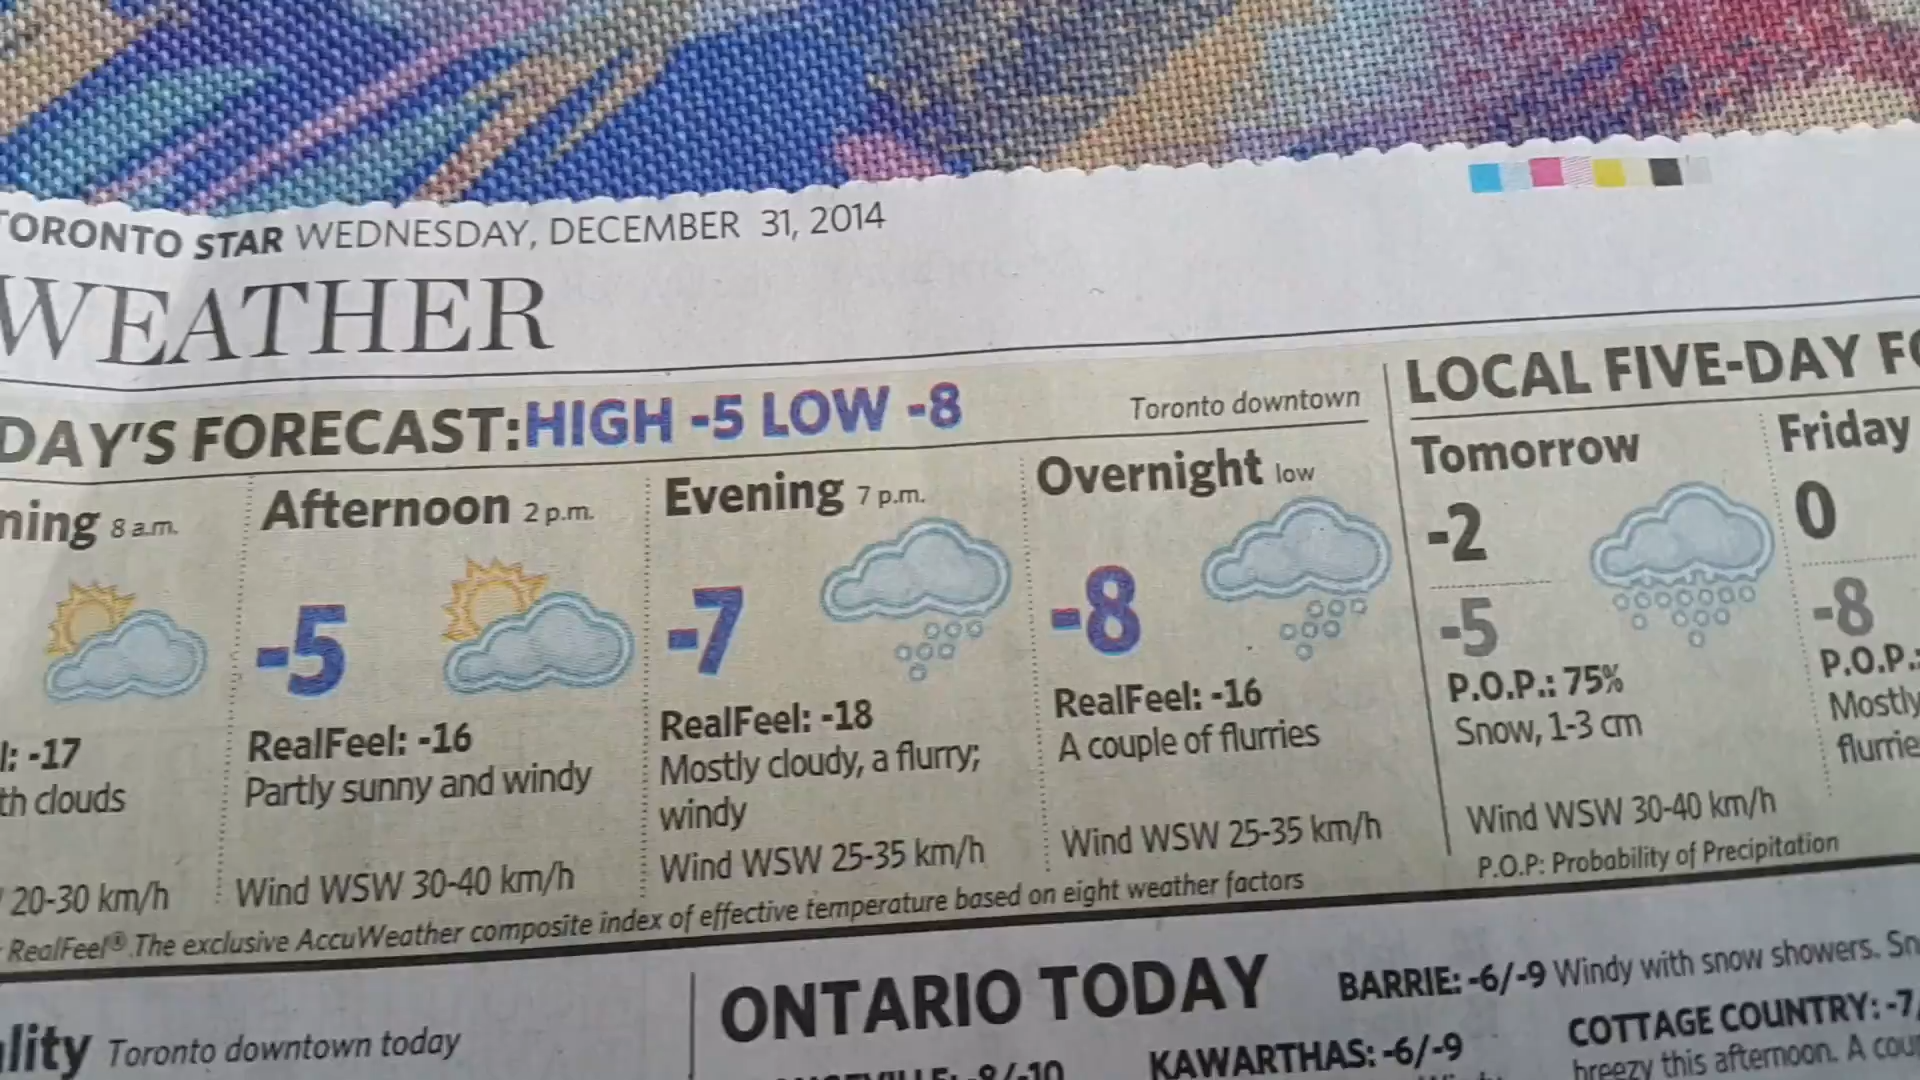 TORONTO STAR WEDNESDAY, DECEMBER 31, 2014
WEATHER
DAY'S FORECAST: HIGH -5 LOW -8
Toronto downtown
8 a.m.
-17
clouds
20-30 km/h
Afternoon 2 p.m.
-5
RealFeel: -16
Partly sunny and windy
Wind WSW 30-40 km/h
Evening 7 p.m.
-7
RealFeel: -18
Mostly cloudy, a flurry;
windy
Wind WSW 25-35 km/h
Overnight low
-8
RealFeel: -16
A couple of flurries
Wind WSW 25-35 km/h
RealFeel® The exclusive AccuWeather composite index of effective temperature based on eight weather factors
LOCAL FIVE-DAY
Tomorrow
-2
-5
P.O.P.: 75%
Snow, 1-3 cm
Wind WSW 30-40 km/h
Friday
0
-8
P.O.P.:
Mostly
P.O.P: Probability of Precipitation
Toronto downtown today
ONTARIO TODAY
-8/-10
KAWARTHAS: -6/-9
BARRIE: -6/-9 Windy with snow showers.
COTTAGE COUNTRY: -7
breezy this afternoon. A